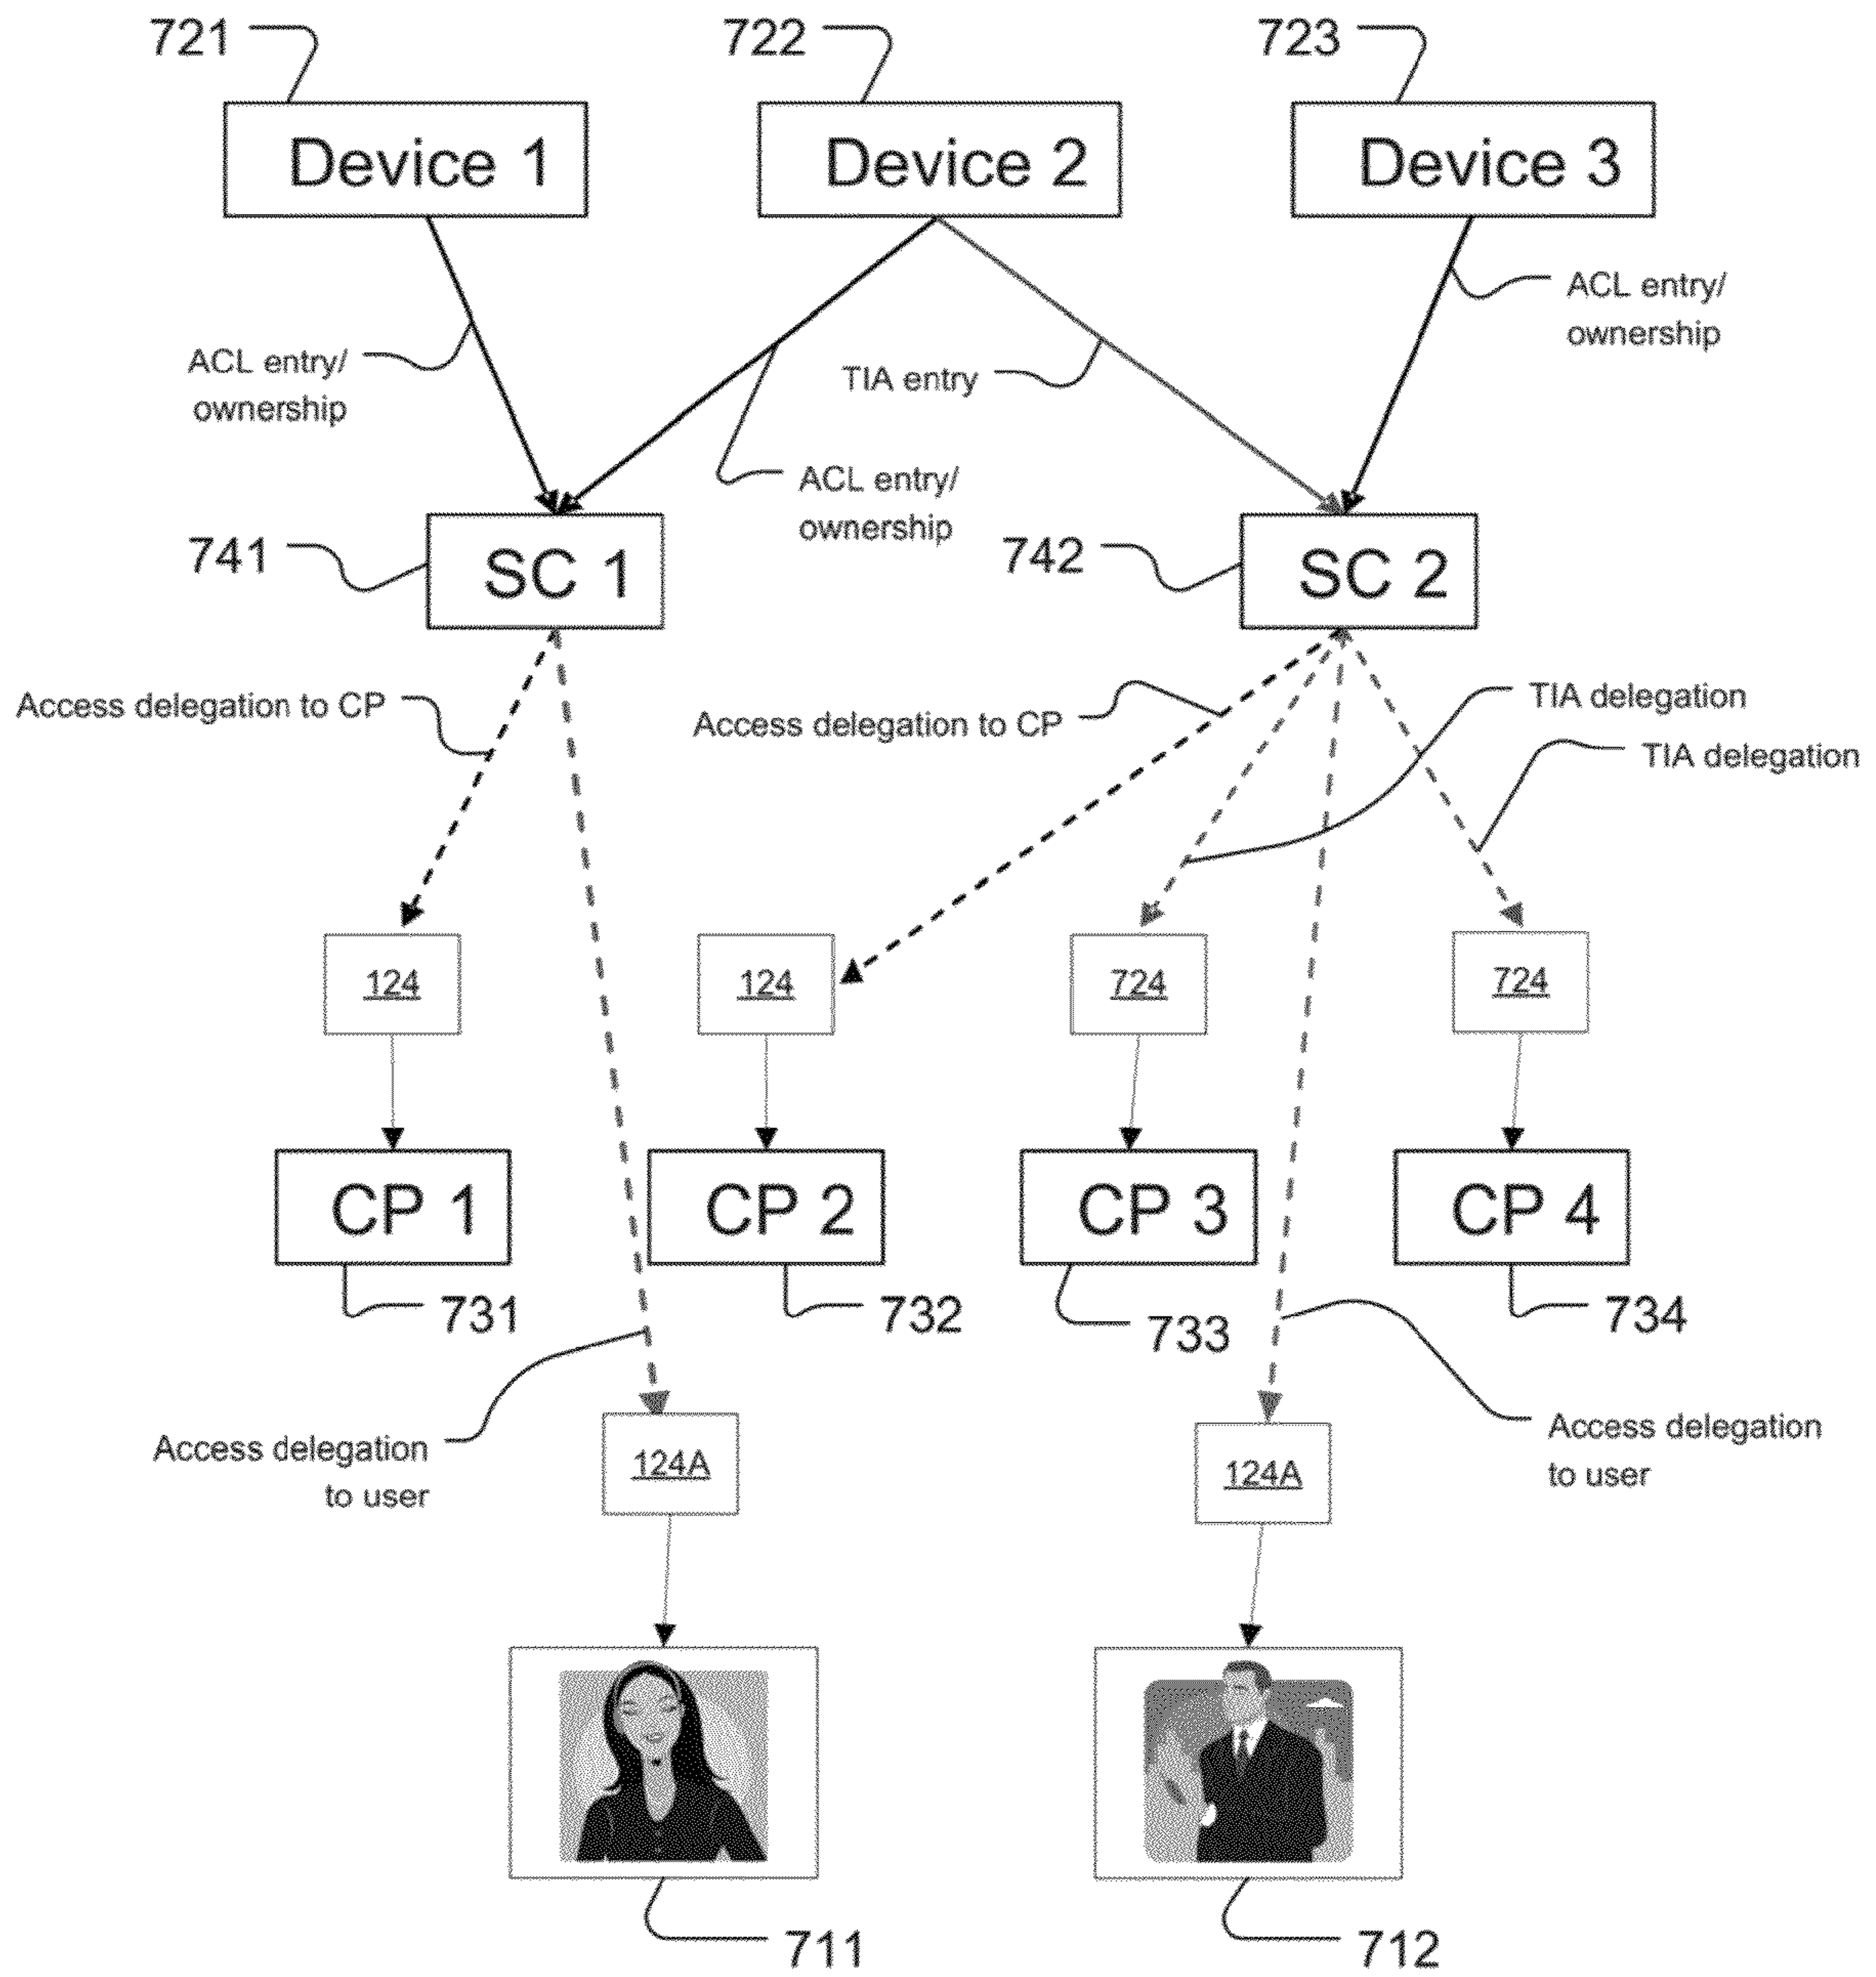 721
722
723
Device 1
Device 2
Device 3
ACL entry/
ownership
ACL entry/
ownership
TIA entry
ACL entry/
ownership
741
SC 1
742
SC 2
Access delegation to CP
Access delegation to CP
TIA delegation
TIA delegation
124
124
724
724
CP 1
CP 2
CP 3
CP 4
731
732
733
734
Access delegation
to user
124A
124A
Access delegation
to user
711
712